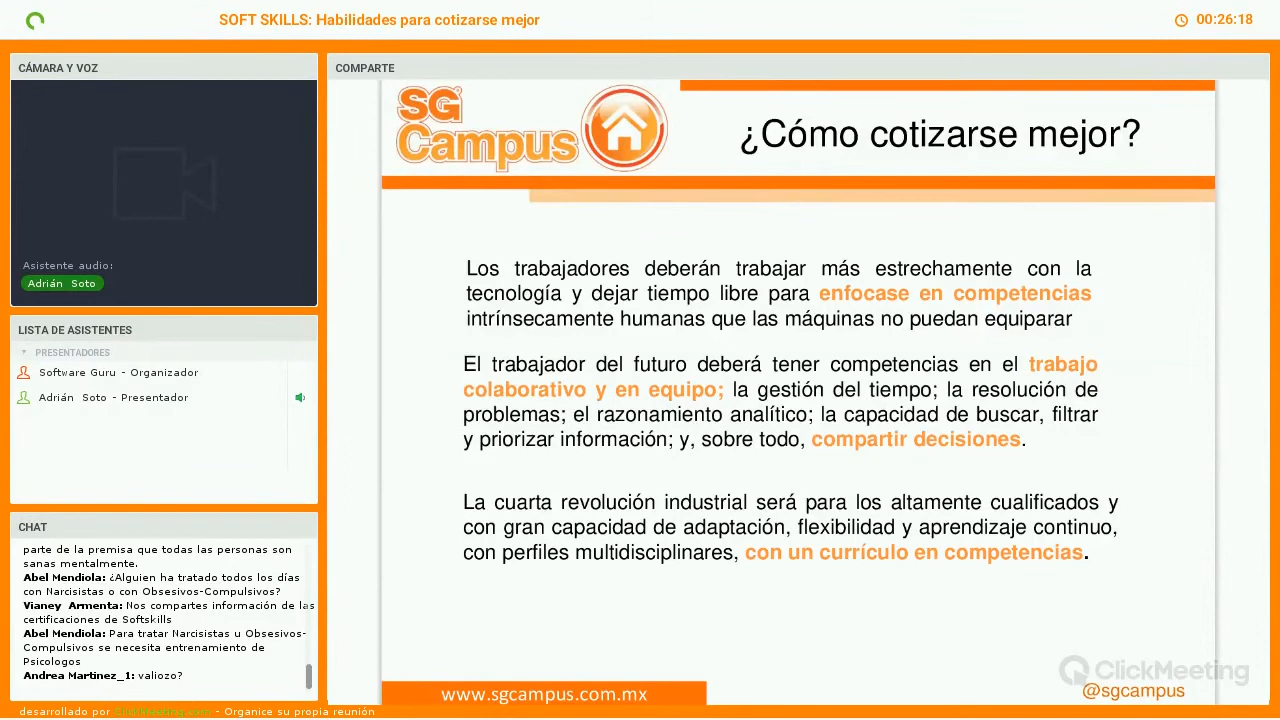 SOFT SKILLS: Habilidades para cotizarse mejor
00:26:18
CÁMARA Y VOZ
Asistente audio:
Adrián Soto
LISTA DE ASISTENTES
PRESENTADORES
Software Guru - Organizador
Adrián Soto - Presentador
CHAT
parte de la premisa que todas las personas son
sanas mentalmente.
Abel Mendiola: ¿Alguien ha tratado todos los días
con Narcisistas o con Obsesivos-Compulsivos?
Vianey Armenta: Nos compartes información de las
certificaciones de Softskills
Abel Mendiola: Para tratar Narcisistas u Obsesivos-
Compulsivos se necesita entrenamiento de
Psicologos
Andrea Martinez_1: valiozo?
desarrollado por ClickMeeting.com - Organice su propia reunión
COMPARTE
SG
Campus
¿Cómo cotizarse mejor?
Los trabajadores deberán trabajar más estrechamente con la
tecnología y dejar tiempo libre para enfocase en competencias
intrínsecamente humanas que las máquinas no puedan equiparar
El trabajador del futuro deberá tener competencias en el trabajo
colaborativo y en equipo; la gestión del tiempo; la resolución de
problemas; el razonamiento analítico; la capacidad de buscar, filtrar
y priorizar información; y, sobre todo, compartir decisiones.
La cuarta revolución industrial será para los altamente cualificados y
con gran capacidad de adaptación, flexibilidad y aprendizaje continuo,
con perfiles multidisciplinares, con un currículo en competencias.
www.sgcampus.com.mx
ClickMeeting
@sgcampus